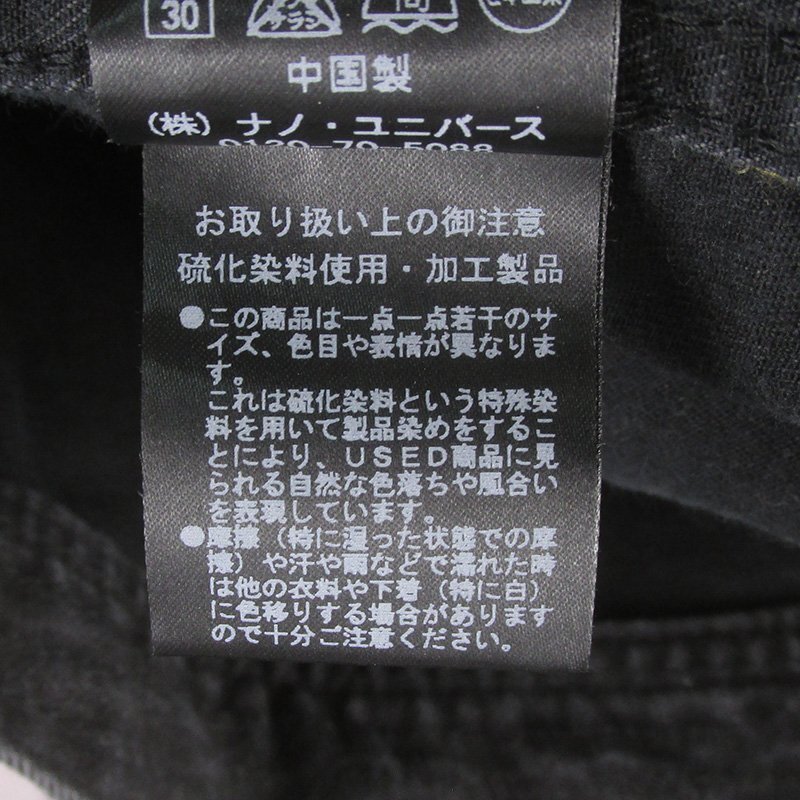 30
中国製
(株)ナノ・ユニバース
0120-70-5088
お取り扱い上の御注意
硫化染料使用・加工製品
●この商品は一点一点若干のサ
イズ、色目や表情が異なりま
す。
これは硫化染料という特殊染
料を用いて製品染めをするこ
とにより、USED商品に見
られる自然な色落ちや風合い
を表現しています。
●摩擦(特に湿った状態での摩
擦)や汗や雨などで濡れた時
は他の衣料や下着(特に白)
に色移りする場合があります
ので十分ご注意ください。